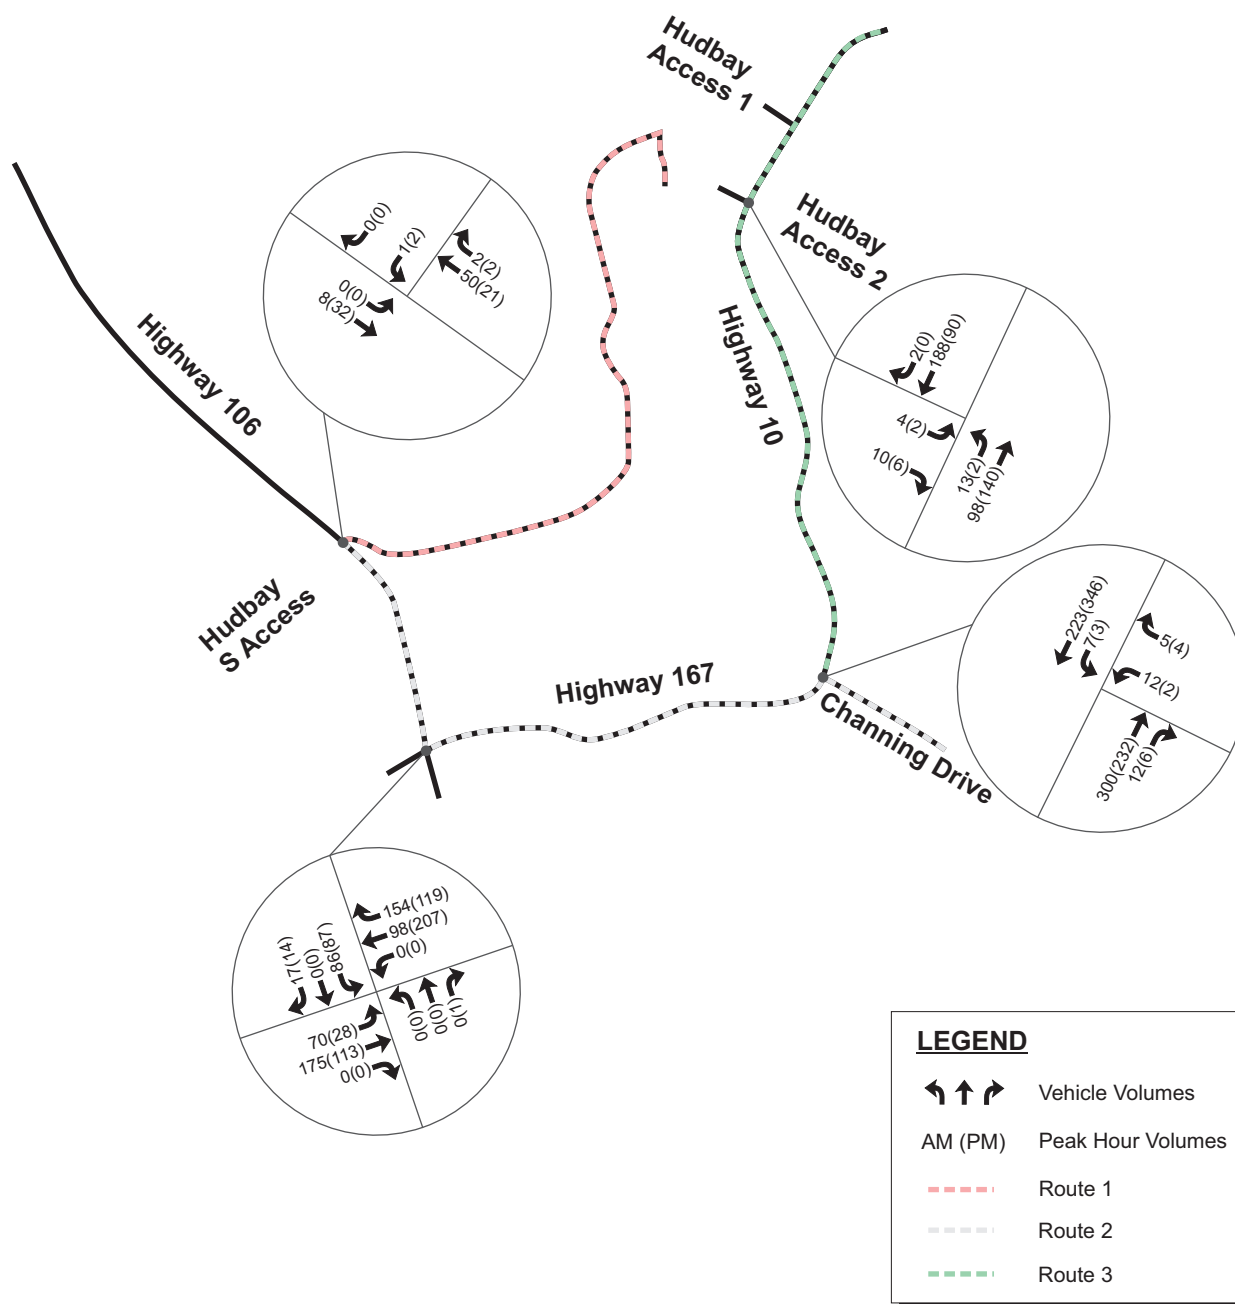 Hudbay
Access 1
Hudbay
Access 2
Highway 106
Highway 10
Hudbay
S Access
Highway 167
Channing Drive
0(0)
1(2)
2(2)
50(21)
0(0)
8(32)
2(0)
188(90)
4(2)
10(6)
13(2)
98(140)
223(346)
7(3)
5(4)
12(2)
300(232)
12(6)
154(119)
98(207)
0(0)
17(14)
0(0)
86(87)
70(28)
175(113)
0(0)
0(0)
0(0)
0(1)
LEGEND
Vehicle Volumes
AM (PM) Peak Hour Volumes
Route 1
Route 2
Route 3